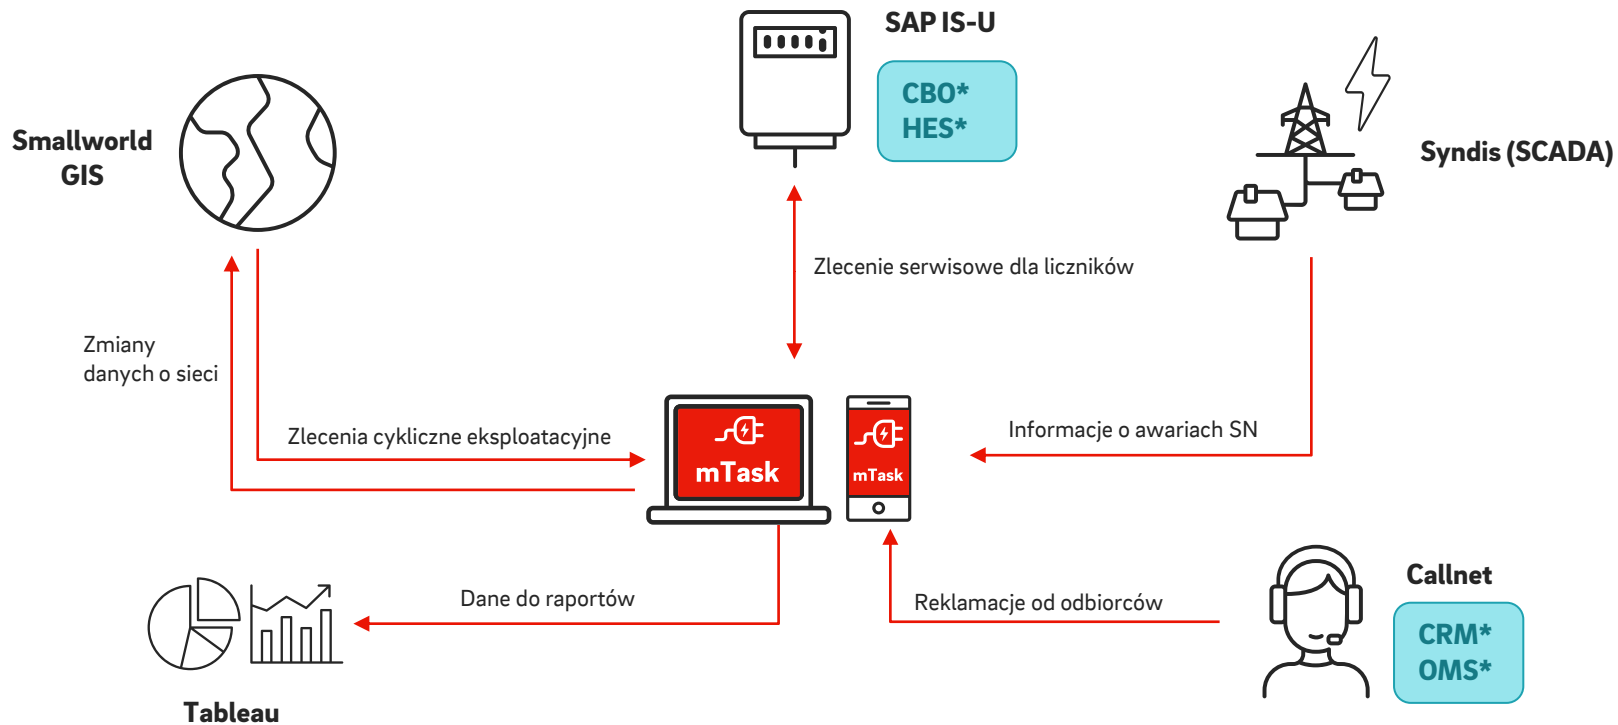 SAP IS-U
CBO*
HES*
Smallworld
GIS
Syndis (SCADA)
Zlecenie serwisowe dla liczników
Zmiany
danych o sieci
Zlecenia cykliczne eksploatacyjne
mTask
mTask
Informacje o awariach SN
Dane do raportów
Reklamacje od odbiorców
Callnet
CRM*
OMS*
Tableau